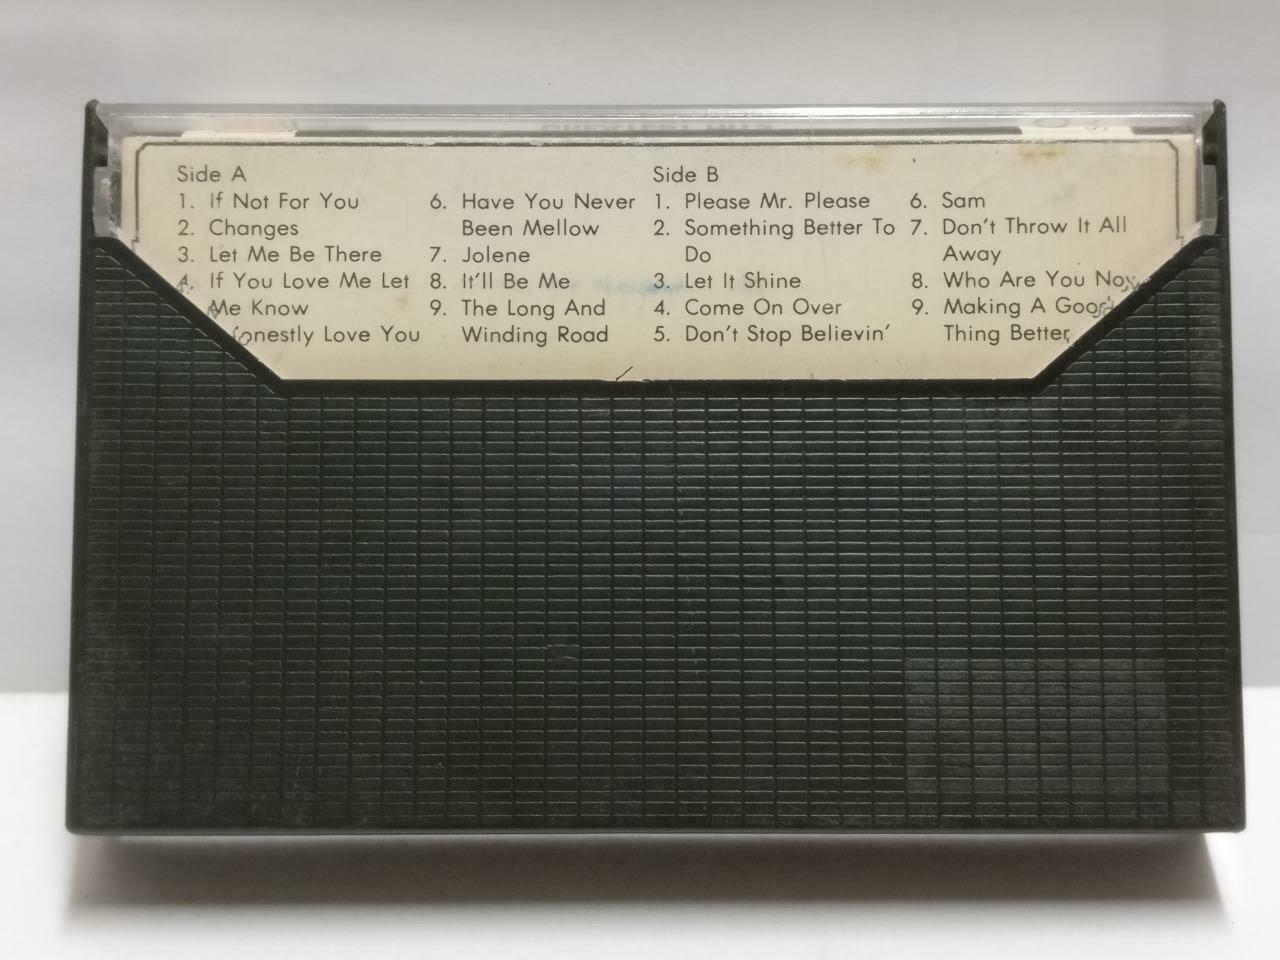 Side A
1. If Not For You
2. Changes
3. Let Me Be There
4. If You Love Me Let
Me Know
onestly Love You
6. Have You Never
Been Mellow
7. Jolene
8. It'll Be Me
9. The Long And
Winding Road
Side B
1. Please Mr. Please
2. Something Better To
Do
3. Let It Shine
4. Come On Over
5. Don't Stop Believin'
6. Sam
7. Don't Throw It All
Away
8. Who Are You Now
9. Making A Good
Thing Better